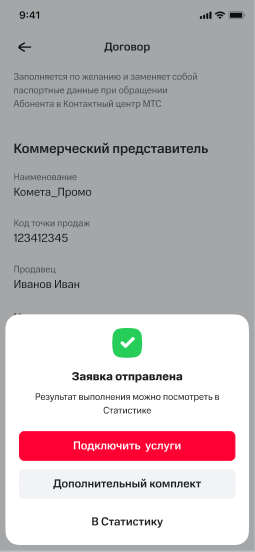 9:41
Договор
Заполняется по желанию и заменяет собой
паспортные данные при обращении
Абонента в Контактный центр МТС
Коммерческий представитель
Наименование
Комета_Промо
Код точки продаж
123412345
Продавец
Иванов Иван
Заявка отправлена
Результат выполнения можно посмотреть в
Статистике
Подключить услуги
Дополнительный комплект
В Статистику